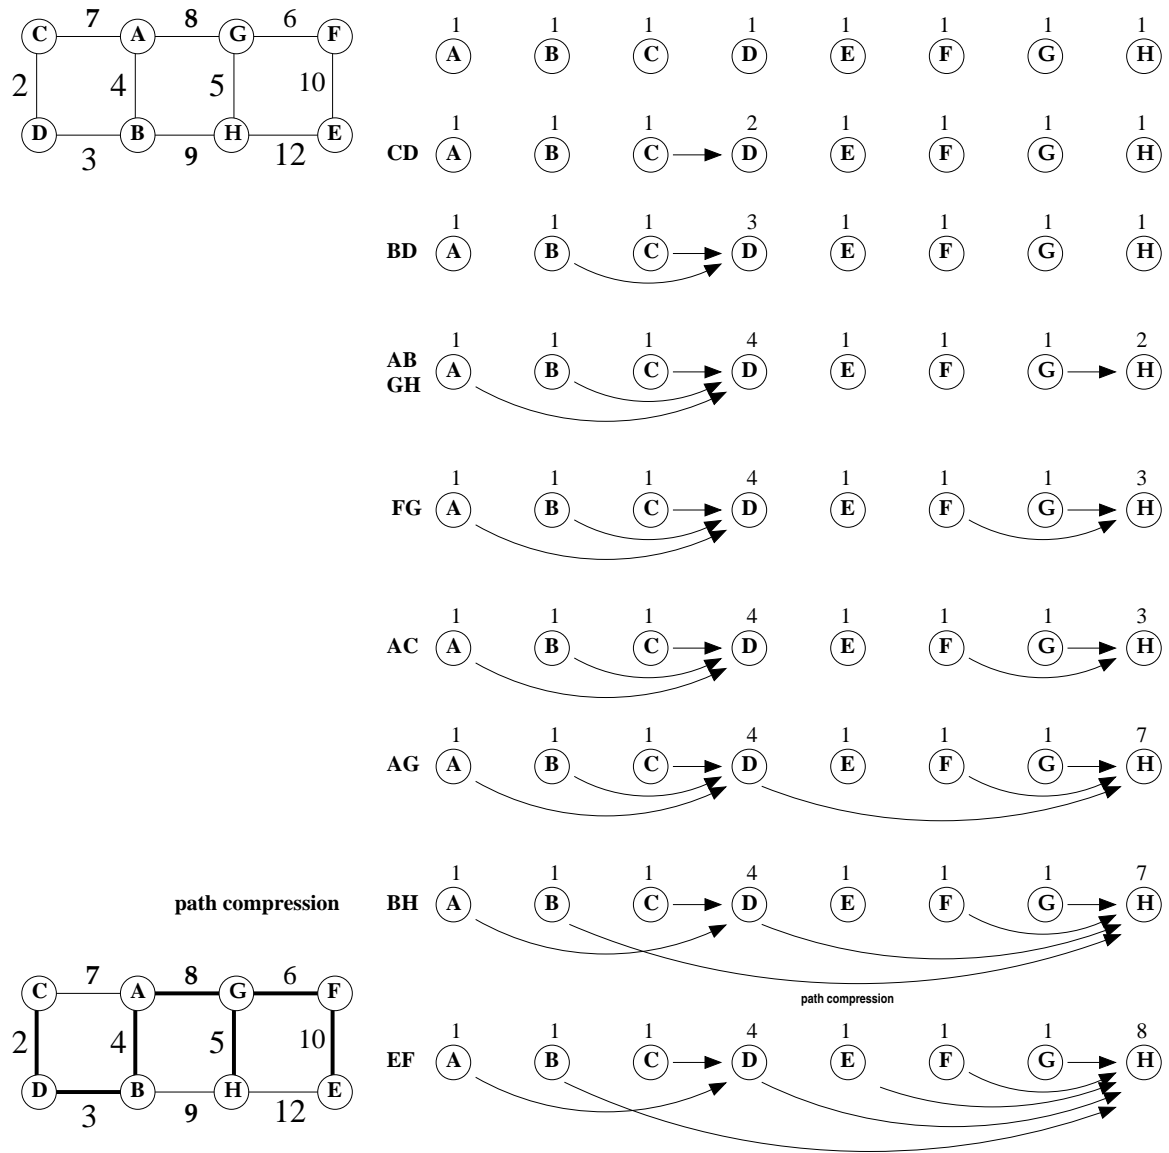 7 8 6
C A G F
2 4 5 10
D B H E
3 9 12
1 1 1 1 1 1 1 1
A B C D E F G H
1 1 1 2 1 1 1 1
CD A B C D E F G H
1 1 1 3 1 1 1 1
BD A B C D E F G H
1 1 1 4 1 1 1 2
AB
GH
A B C D E F G H
1 1 1 4 1 1 1 3
FG A B C D E F G H
1 1 1 4 1 1 1 3
AC A B C D E F G H
1 1 1 4 1 1 1 7
AG A B C D E F G H
1 1 1 4 1 1 1 7
path compression BH A B C D E F G H
7 8 6
C A G F
2 4 5 10
D B H E
3 9 12
path compression
1 1 1 4 1 1 1 8
EF A B C D E F G H